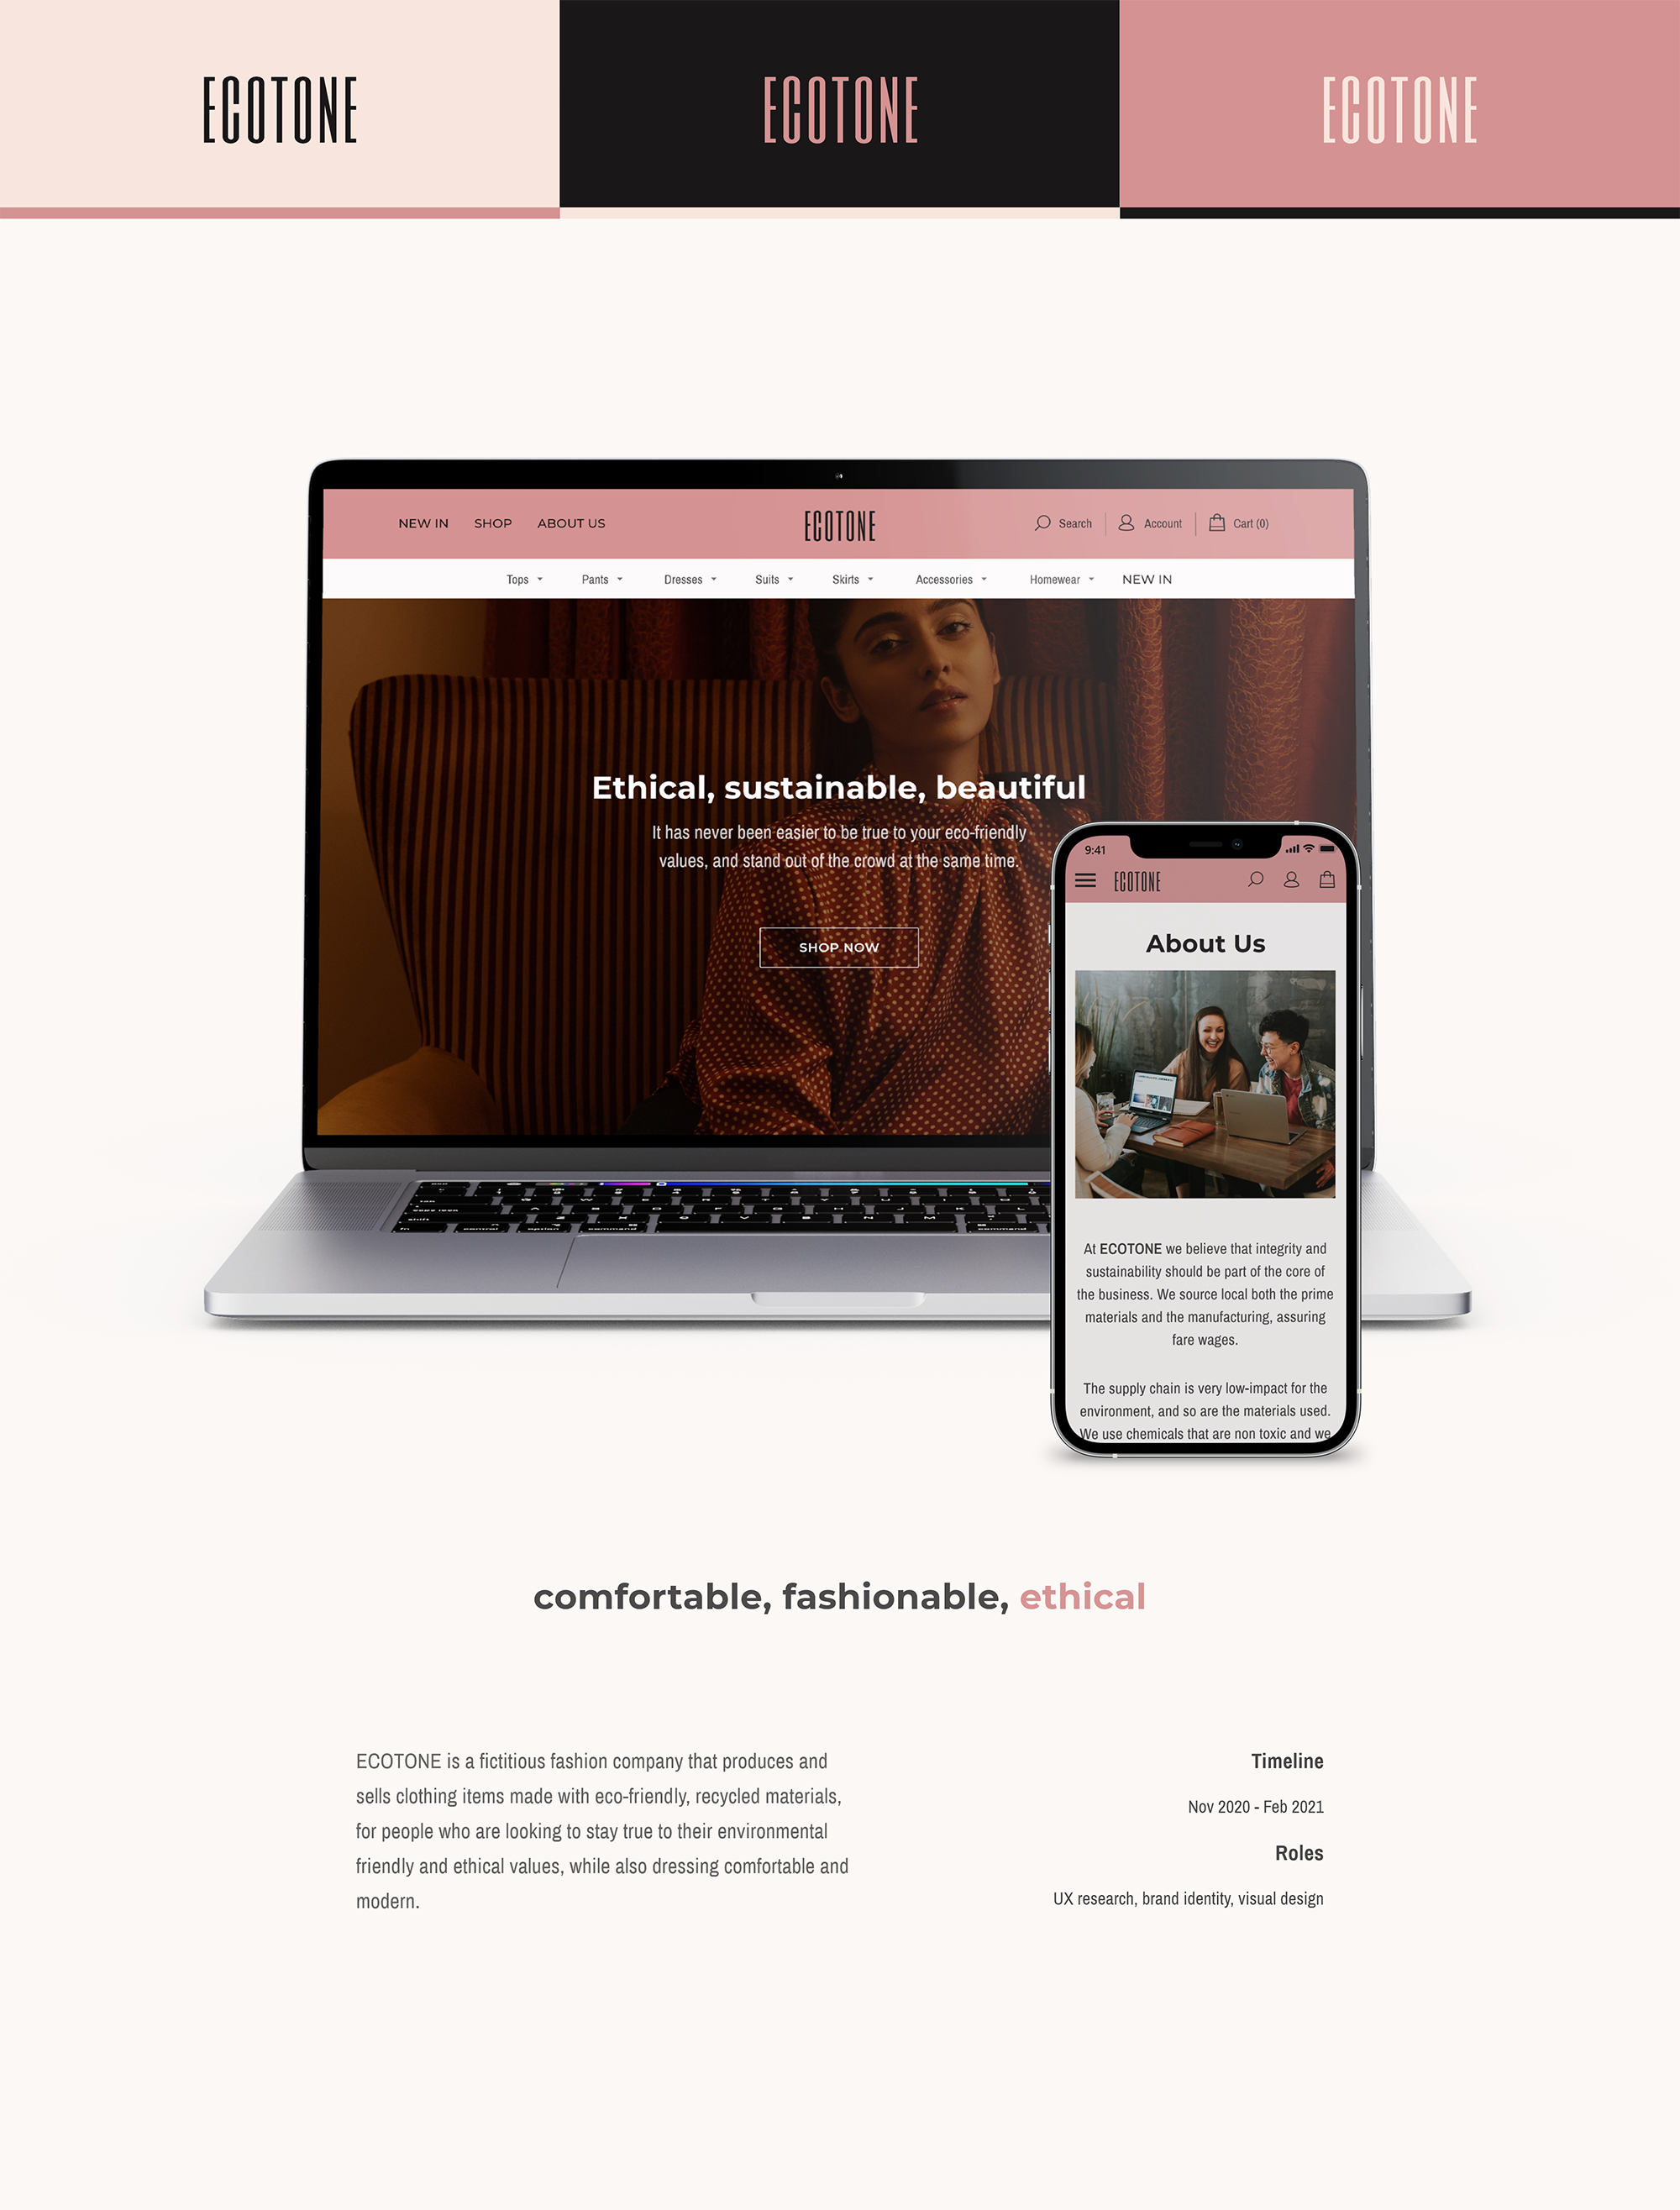 ECOTONE
ECOTONE
ECOTONE
NEW IN SHOP ABOUT US ECOTONE Search Account Cart (0)
Tops Pants Dresses Suits Skirts Accessories Homewear NEW IN
Ethical, sustainable, beautiful
It has never been easier to be true to your eco-friendly
values, and stand out of the crowd at the same time.
SHOP NOW
9:41
ECOTONE
About Us
At ECOTONE we believe that integrity and
sustainability should be part of the core of
the business. We source local both the prime
materials and the manufacturing, assuring
fare wages.
The supply chain is very low-impact for the
environment, and so are the materials used.
We use chemicals that are non toxic and we
comfortable, fashionable, ethical
ECOTONE is a fictitious fashion company that produces and
sells clothing items made with eco-friendly, recycled materials,
for people who are looking to stay true to their environmental
friendly and ethical values, while also dressing comfortable and
modern.
Timeline
Nov 2020 - Feb 2021
Roles
UX research, brand identity, visual design